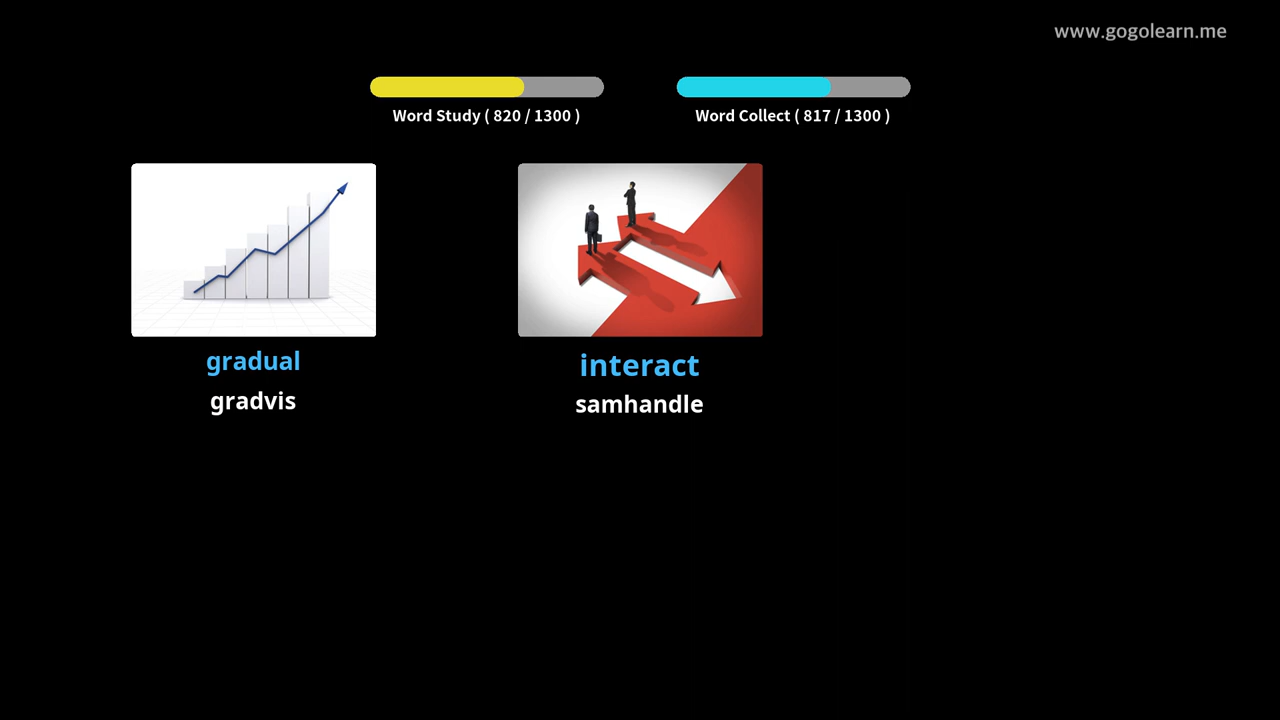 www.gogolearn.me
Word Study ( 820 / 1300 )
Word Collect ( 817 / 1300 )
gradual
gradvis
interact
samhandle